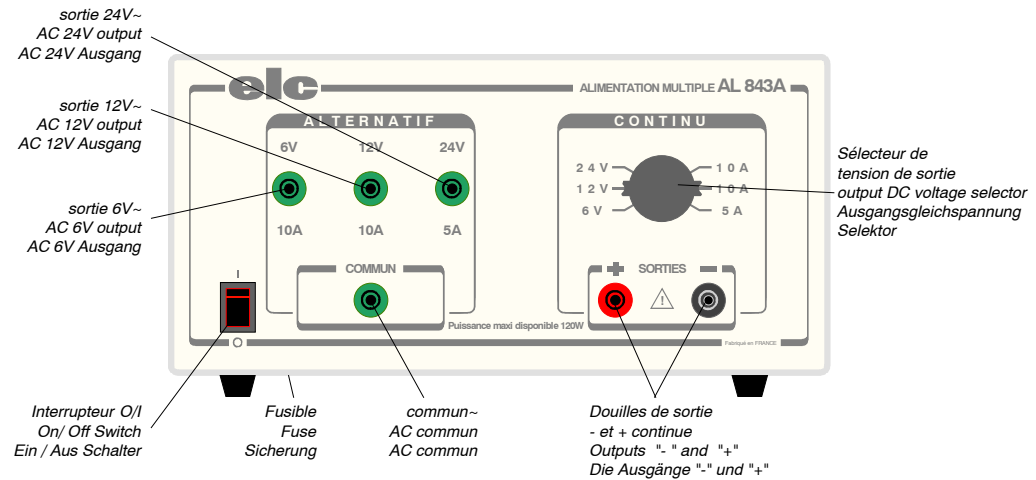 sortie 24V~
AC 24V output
AC 24V Ausgang
sortie 12V~
AC 12V output
AC 12V Ausgang
sortie 6V~
AC 6V output
AC 6V Ausgang
elc
ALIMENTATION MULTIPLE AL 843A
ALTERNATIF
6V 12V 24V
10A 10A 5A
COMMUN
CONTINU
24V 10A
12V 10A
6V 5A
+ SORTIES -
!
Puissance maxi disponible 120W
Fabriqué en FRANCE
I
O
Sélecteur de
tension de sortie
output DC voltage selector
Ausgangsgleichspannung
Selektor
Interrupteur O/I
On/ Off Switch
Ein / Aus Schalter
Fusible
Fuse
Sicherung
commun~
AC commun
AC commun
Douilles de sortie
- et + continue
Outputs "- " and "+"
Die Ausgänge "-" und "+"